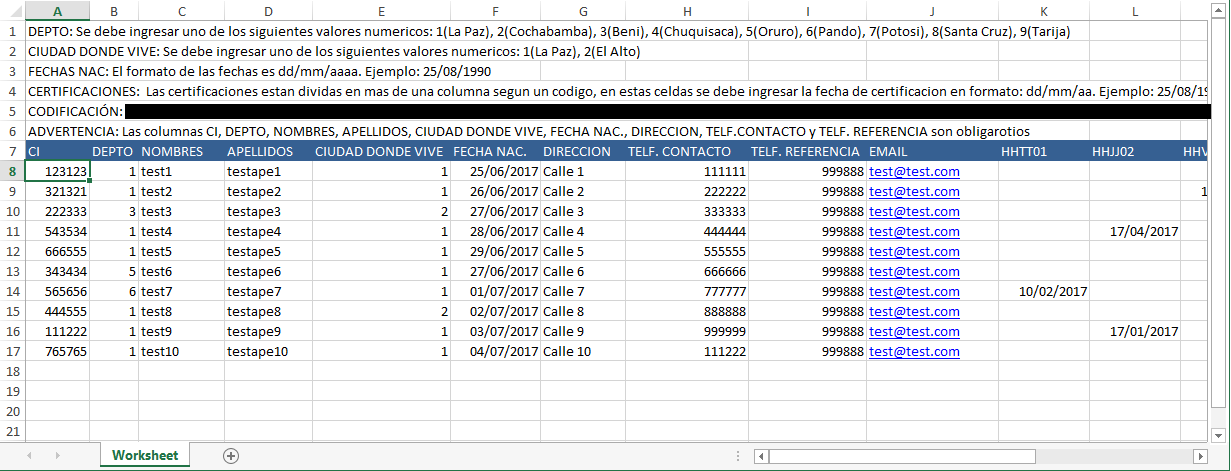 A B C D E F G H I J K L
1 DEPTO: Se debe ingresar uno de los siguientes valores numericos: 1(La Paz), 2(Cochabamba), 3(Beni), 4(Chuquisaca), 5(Oruro), 6(Pando), 7(Potosi), 8(Santa Cruz), 9(Tarija)
2 CIUDAD DONDE VIVE: Se debe ingresar uno de los siguientes valores numericos: 1(La Paz), 2(El Alto)
3 FECHAS NAC: El formato de las fechas es dd/mm/aaaa. Ejemplo: 25/08/1990
4 CERTIFICACIONES: Las certificaciones estan dividas en mas de una columna segun un codigo, en estas celdas se debe ingresar la fecha de certificacion en formato: dd/mm/aa. Ejemplo: 25/08/19
5 CODIFICACIÓN:
6 ADVERTENCIA: Las columnas CI, DEPTO, NOMBRES, APELLIDOS, CIUDAD DONDE VIVE, FECHA NAC., DIRECCION, TELF.CONTACTO y TELF. REFERENCIA son obligarotios
7 CI DEPTO NOMBRES APELLIDOS CIUDAD DONDE VIVE FECHA NAC. DIRECCION TELF. CONTACTO TELF. REFERENCIA EMAIL HHTT01 HHJJ02 HHV
8 123123 1 test1 testape1 1 25/06/2017 Calle 1 111111 999888 test@test.com
9 321321 1 test2 testape2 1 26/06/2017 Calle 2 222222 999888 test@test.com 1
10 222333 3 test3 testape3 2 27/06/2017 Calle 3 333333 999888 test@test.com
11 543534 1 test4 testape4 1 28/06/2017 Calle 4 444444 999888 test@test.com 17/04/2017
12 666555 1 test5 testape5 1 29/06/2017 Calle 5 555555 999888 test@test.com
13 343434 5 test6 testape6 1 27/06/2017 Calle 6 666666 999888 test@test.com
14 565656 6 test7 testape7 1 01/07/2017 Calle 7 777777 999888 test@test.com 10/02/2017
15 444555 1 test8 testape8 2 02/07/2017 Calle 8 888888 999888 test@test.com
16 111222 1 test9 testape9 1 03/07/2017 Calle 9 999999 999888 test@test.com 17/01/2017
17 765765 1 test10 testape10 1 04/07/2017 Calle 10 111222 999888 test@test.com
18
19
20
21
Worksheet